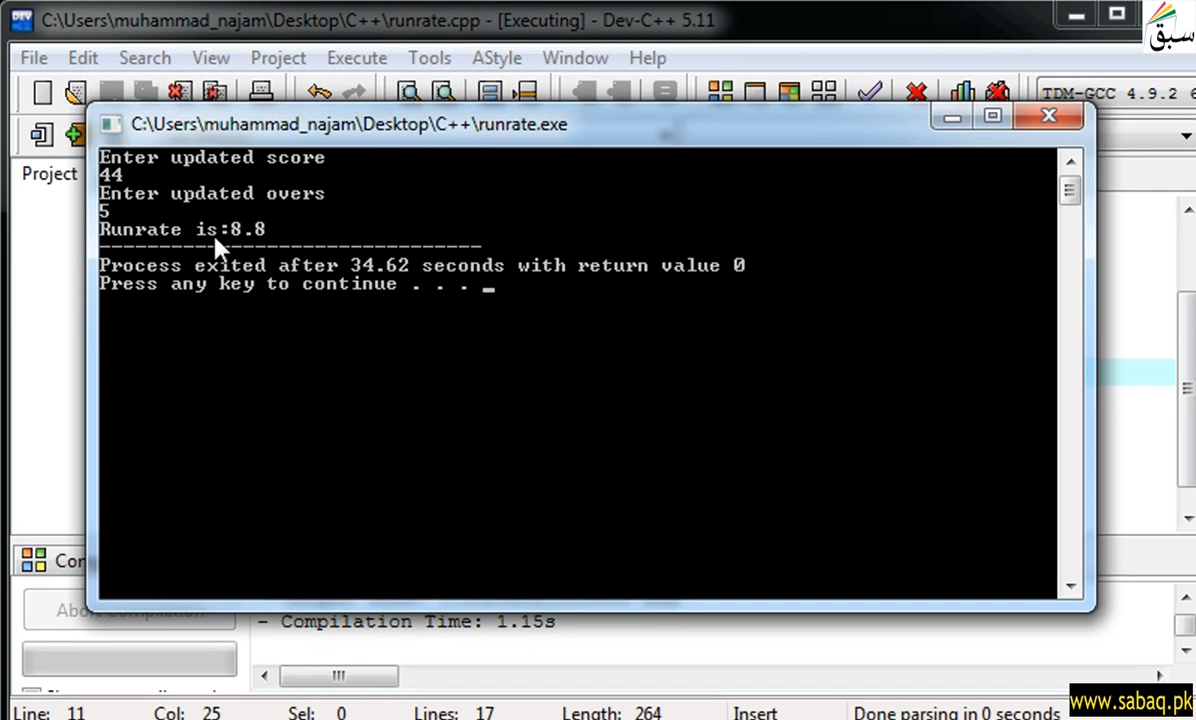 C:\Users\muhammad_najam\Desktop\C++\runrate.cpp - [Executing] - Dev-C++ 5.11
سبق
File Edit Search View Project Execute Tools AStyle Window Help
TDM-GCC 4.9.2 6
C:\Users\muhammad_najam\Desktop\C++\runrate.exe
Project
Enter updated score
44
Enter updated overs
5
Runrate is:8.8
--------------------------------
Process exited after 34.62 seconds with return value 0
Press any key to continue . . . _
Abort Compilation
- Compilation Time: 1.15s
www.sabaq.pk
Line: 11 Col: 25 Sel: 0 Lines: 17 Length: 264 Insert Done parsing in 0 seconds